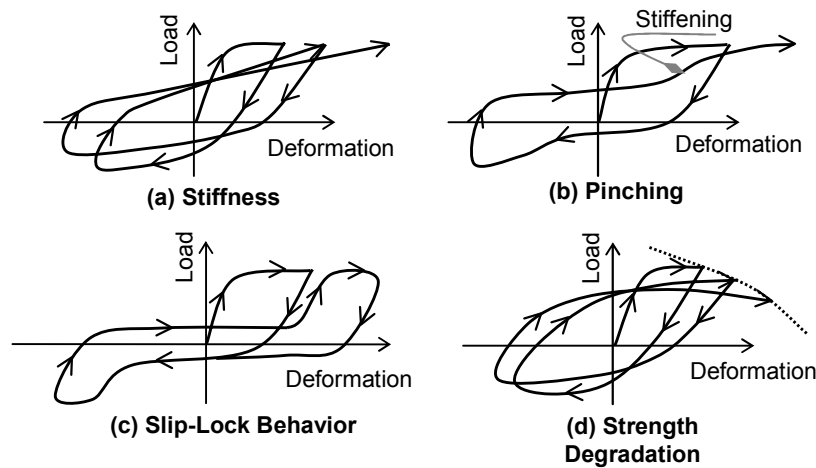 Load
Deformation
(a) Stiffness
Stiffening
Load
Deformation
(b) Pinching
Load
Deformation
(c) Slip-Lock Behavior
Load
Deformation
(d) Strength
Degradation